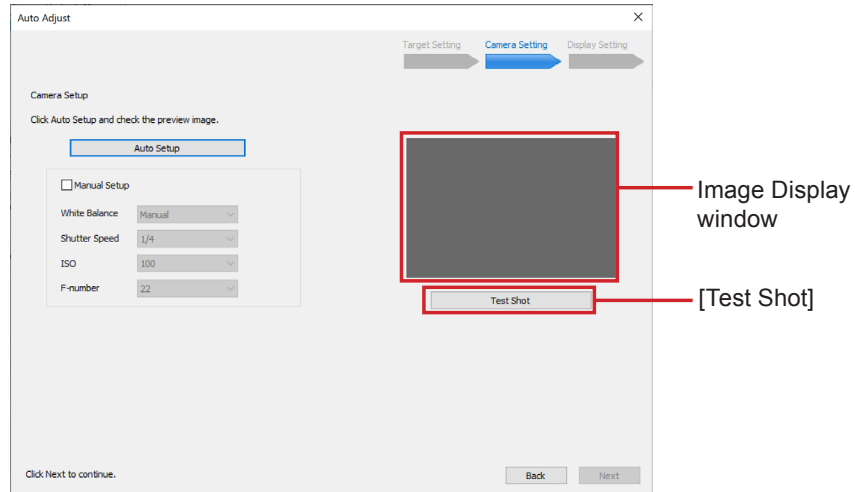 Auto Adjust
Target Setting Camera Setting Display Setting
Camera Setup
Click Auto Setup and check the preview image.
Auto Setup
Manual Setup
White Balance Manual
Shutter Speed 1/4
ISO 100
F-number 22
Image Display
window
Test Shot
[Test Shot]
Click Next to continue.
Back Next